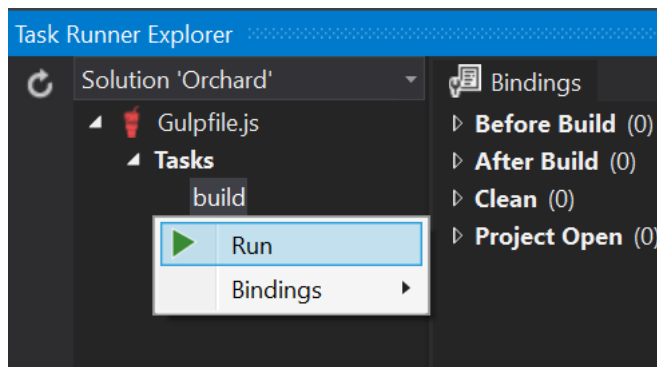 Task Runner Explorer
Solution 'Orchard'
Bindings
Gulpfile.js
Before Build (0)
Tasks
After Build (0)
build
Clean (0)
Run
Project Open (0)
Bindings